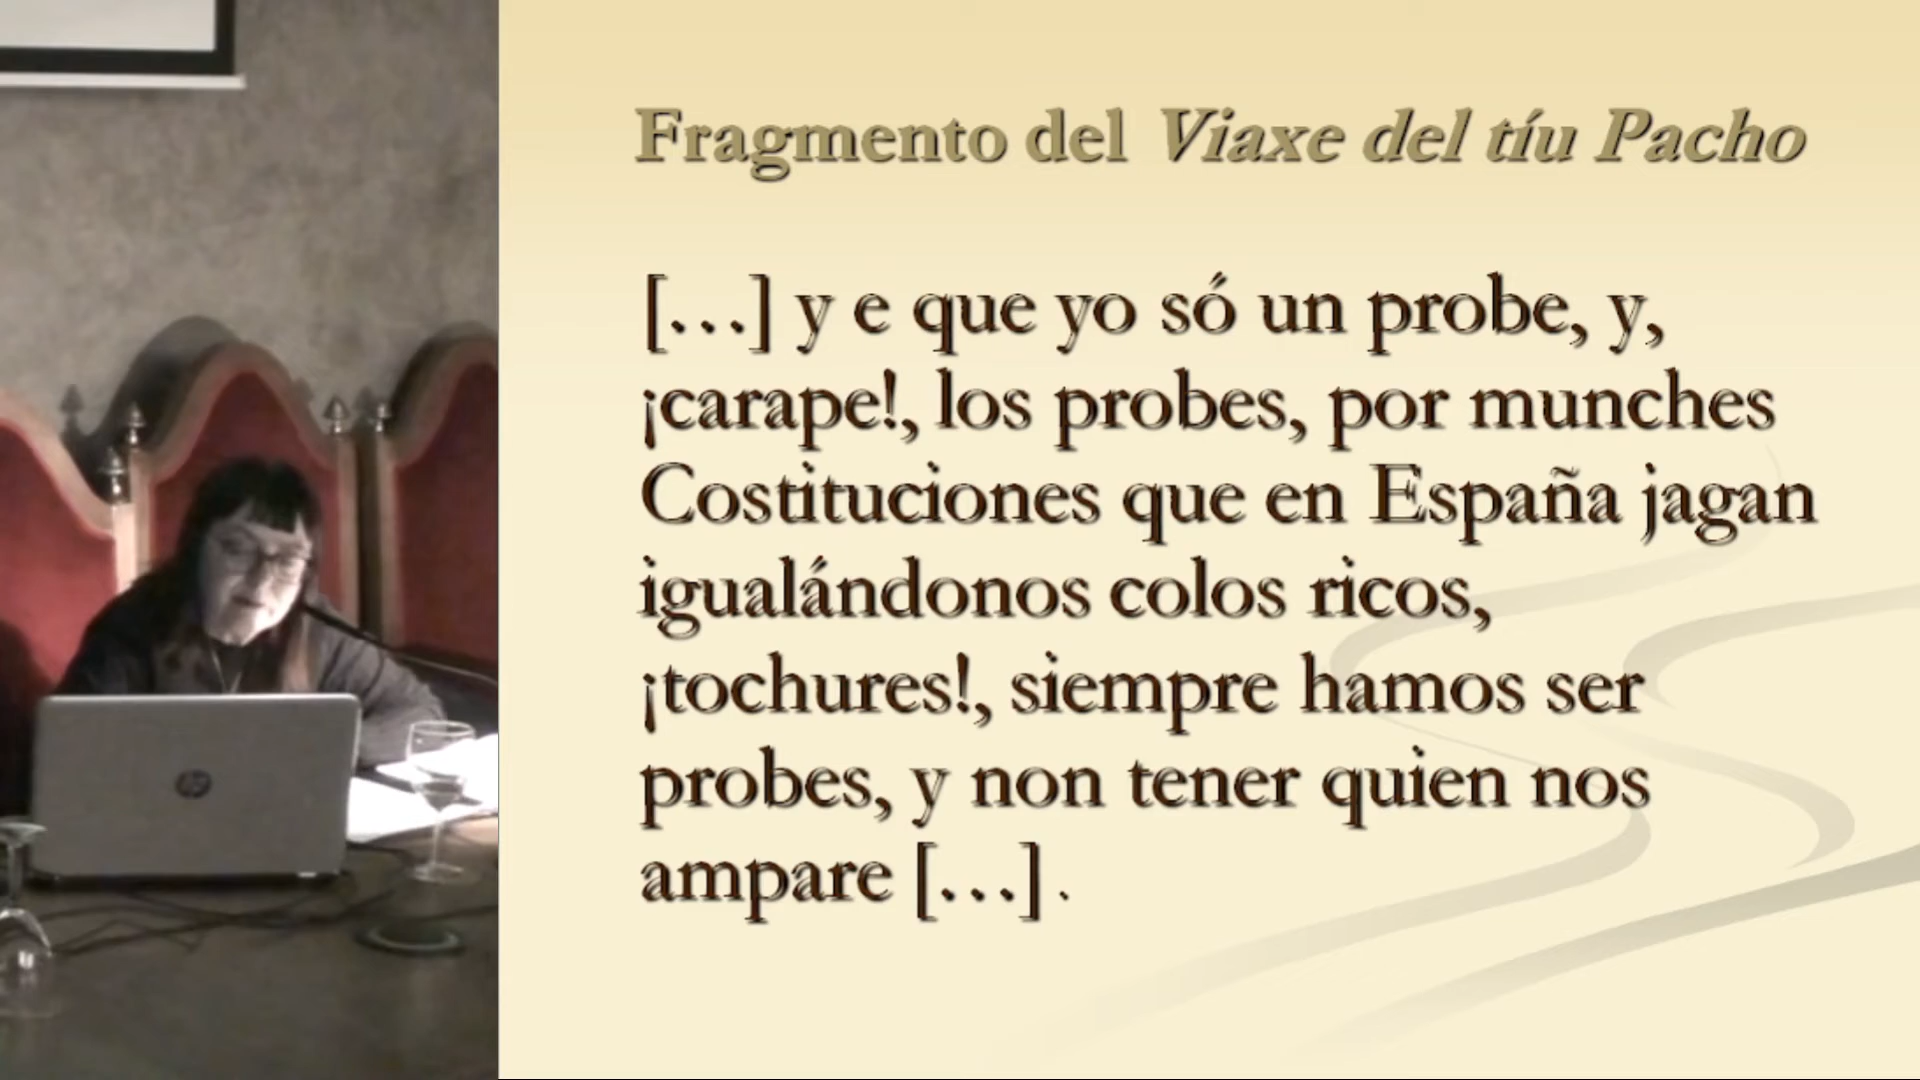 Fragmento del Viaxe del tíu Pacho
[…] y e que yo só un probe, y,
¡carape!, los probes, por munches
Costituciones que en España jagan
igualándonos colos ricos,
¡tochures!, siempre hamos ser
probes, y non tener quien nos
ampare […] .
hp